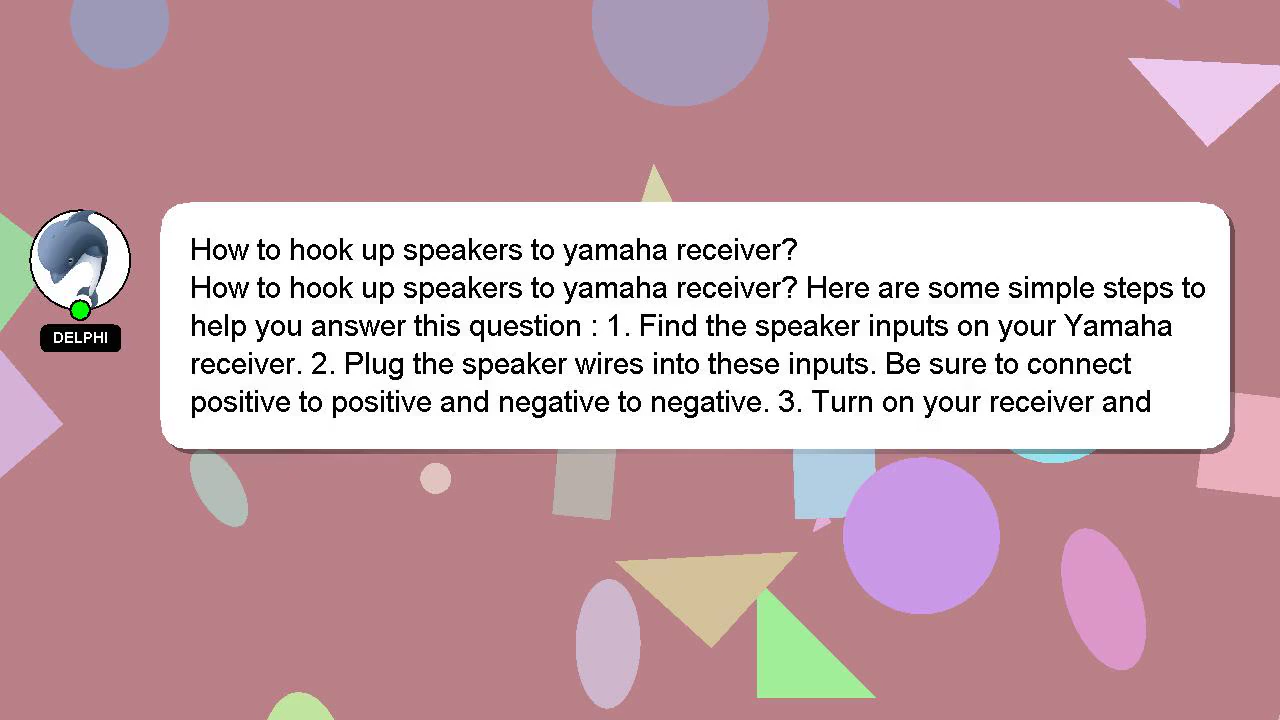 How to hook up speakers to yamaha receiver?
How to hook up speakers to yamaha receiver? Here are some simple steps to
help you answer this question : 1. Find the speaker inputs on your Yamaha
receiver. 2. Plug the speaker wires into these inputs. Be sure to connect
positive to positive and negative to negative. 3. Turn on your receiver and
DELPHI